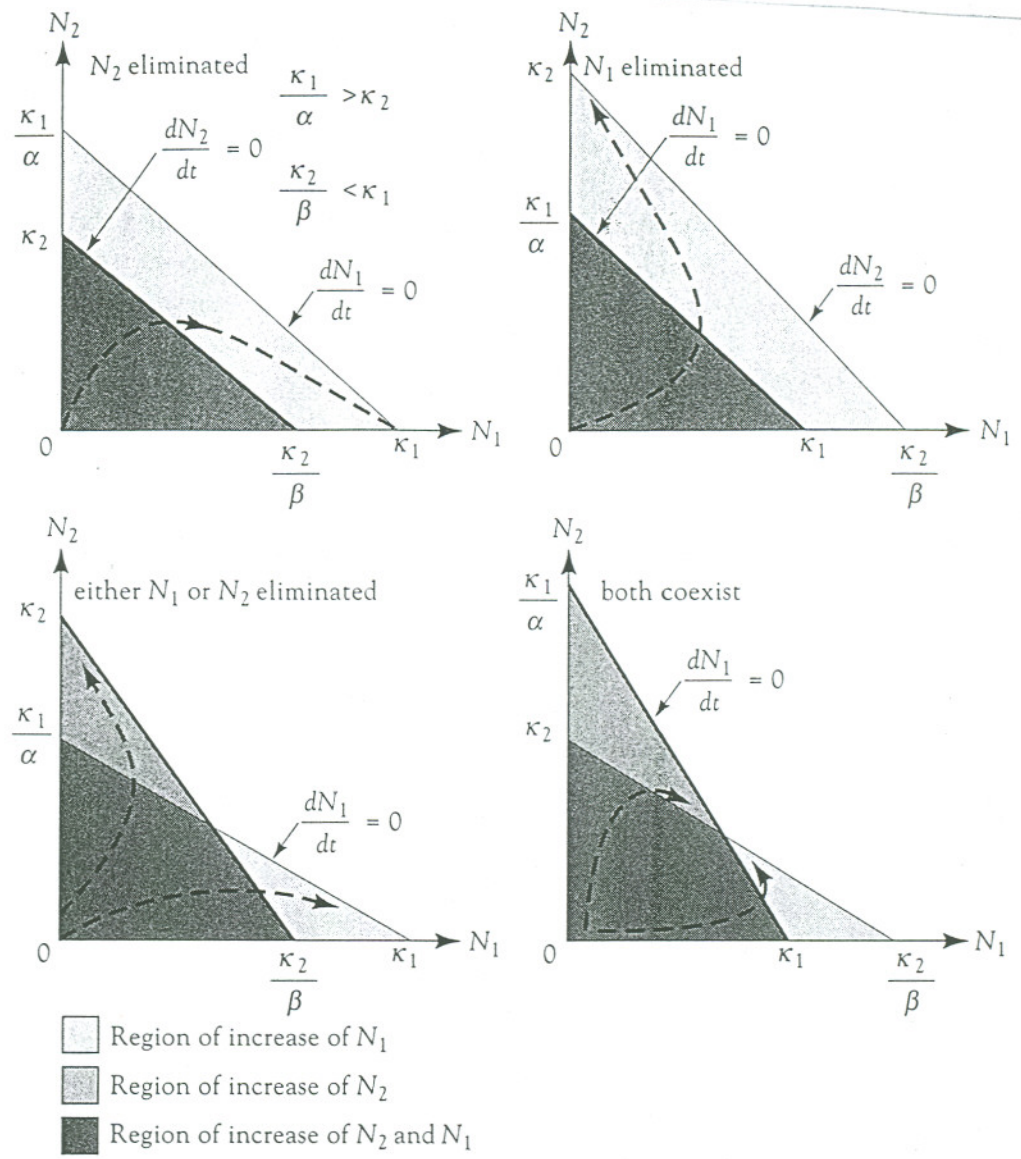 N₂
N₂ eliminated
κ₁/α > κ₂
κ₁/α
dN₂/dt = 0
κ₂/β < κ₁
κ₂
dN₁/dt = 0
0
κ₂/β
κ₁
N₁
N₂
κ₂
N₁ eliminated
dN₁/dt = 0
κ₁/α
dN₂/dt = 0
0
κ₁
κ₂/β
N₁
N₂
either N₁ or N₂ eliminated
κ₂
κ₁/α
dN₁/dt = 0
0
κ₂/β
κ₁
N₁
N₂
κ₁/α
both coexist
dN₁/dt = 0
κ₂
0
κ₁
κ₂/β
N₁
Region of increase of N₁
Region of increase of N₂
Region of increase of N₂ and N₁